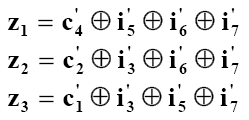 z₁ = c'₄ ⊕ i'₅ ⊕ i'₆ ⊕ i'₇
z₂ = c'₂ ⊕ i'₃ ⊕ i'₆ ⊕ i'₇
z₃ = c'₁ ⊕ i'₃ ⊕ i'₅ ⊕ i'₇